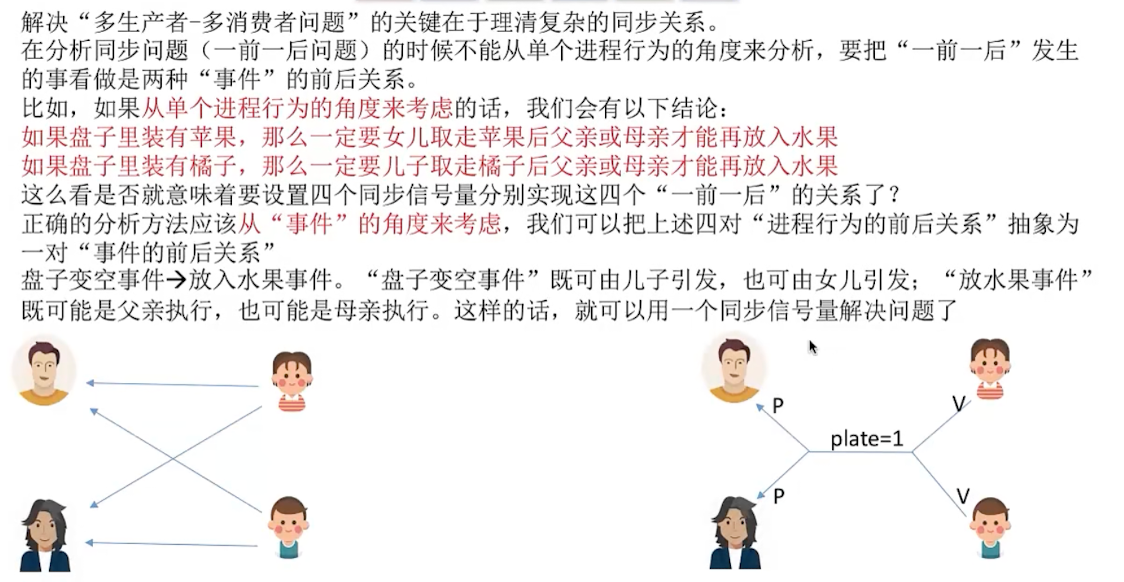 解决“多生产者-多消费者问题”的关键在于理清复杂的同步关系。
在分析同步问题（一前一后问题）的时候不能从单个进程行为的角度来分析，要把“一前一后”发生
的事看做是两种“事件”的前后关系。
比如，如果从单个进程行为的角度来考虑的话，我们会有以下结论：
如果盘子里装有苹果，那么一定要女儿取走苹果后父亲或母亲才能再放入水果
如果盘子里装有橘子，那么一定要儿子取走橘子后父亲或母亲才能再放入水果
这么看是否就意味着要设置四个同步信号量分别实现这四个“一前一后”的关系了？
正确的分析方法应该从“事件”的角度来考虑，我们可以把上述四对“进程行为的前后关系”抽象为
一对“事件的前后关系”
盘子变空事件→放入水果事件。“盘子变空事件”既可由儿子引发，也可由女儿引发；“放水果事件”
既可能是父亲执行，也可能是母亲执行。这样的话，就可以用一个同步信号量解决问题了
P
V
plate=1
P
V